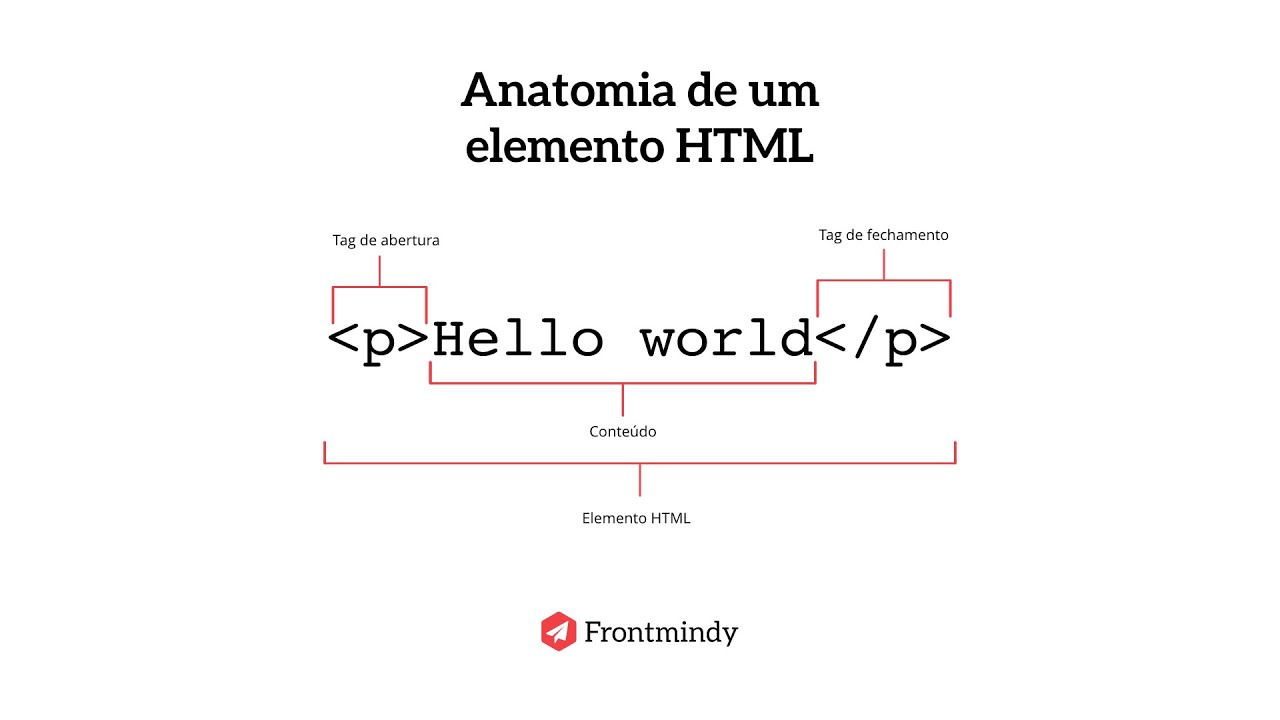 Anatomia de um
elemento HTML
Tag de abertura
Tag de fechamento
<p>Hello world</p>
Conteúdo
Elemento HTML
Frontmindy